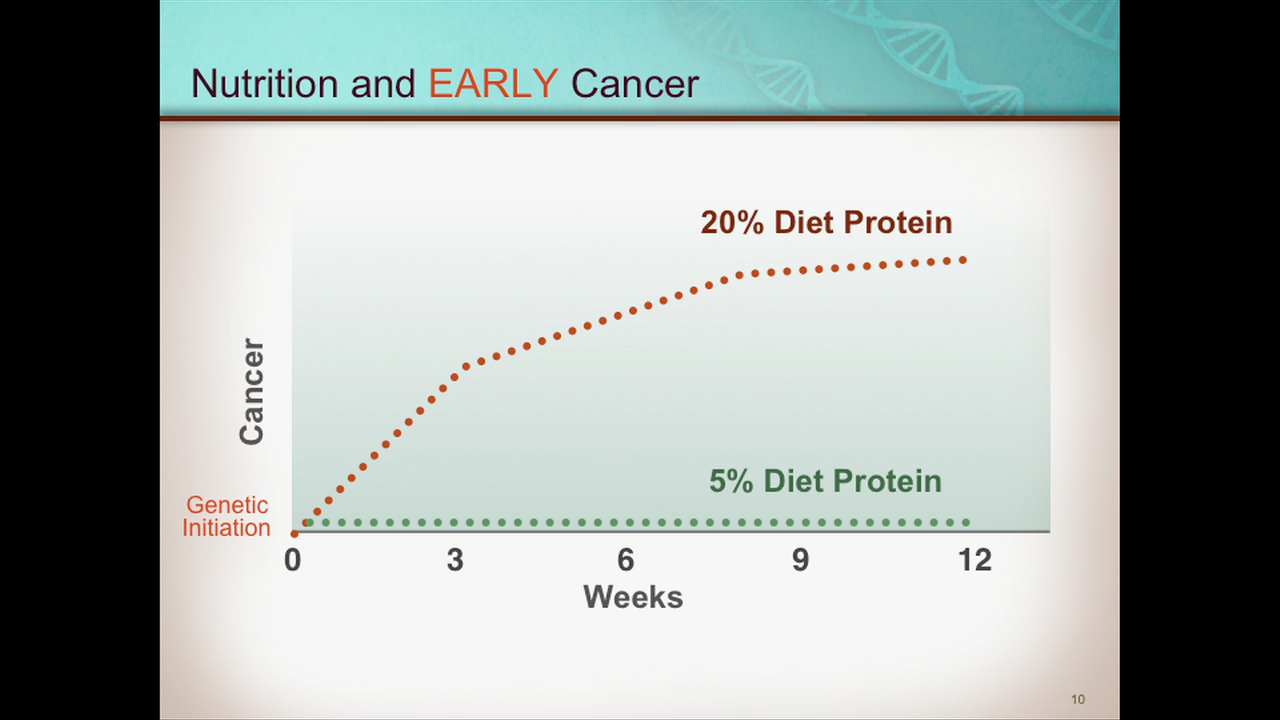 Nutrition and EARLY Cancer
20% Diet Protein
Cancer
5% Diet Protein
Genetic
Initiation
0 3 6 9 12
Weeks
10